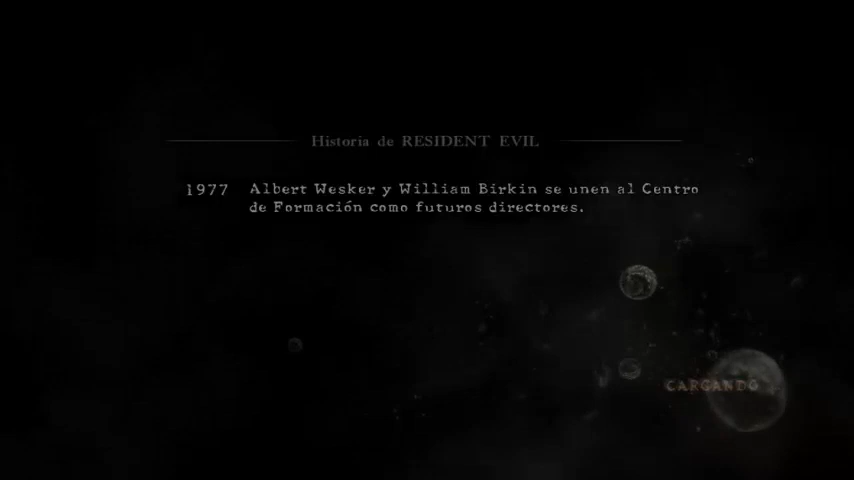 Historia de RESIDENT EVIL
1977 Albert Wesker y William Birkin se unen al Centro
de Formación como futuros directores.
CARGANDO